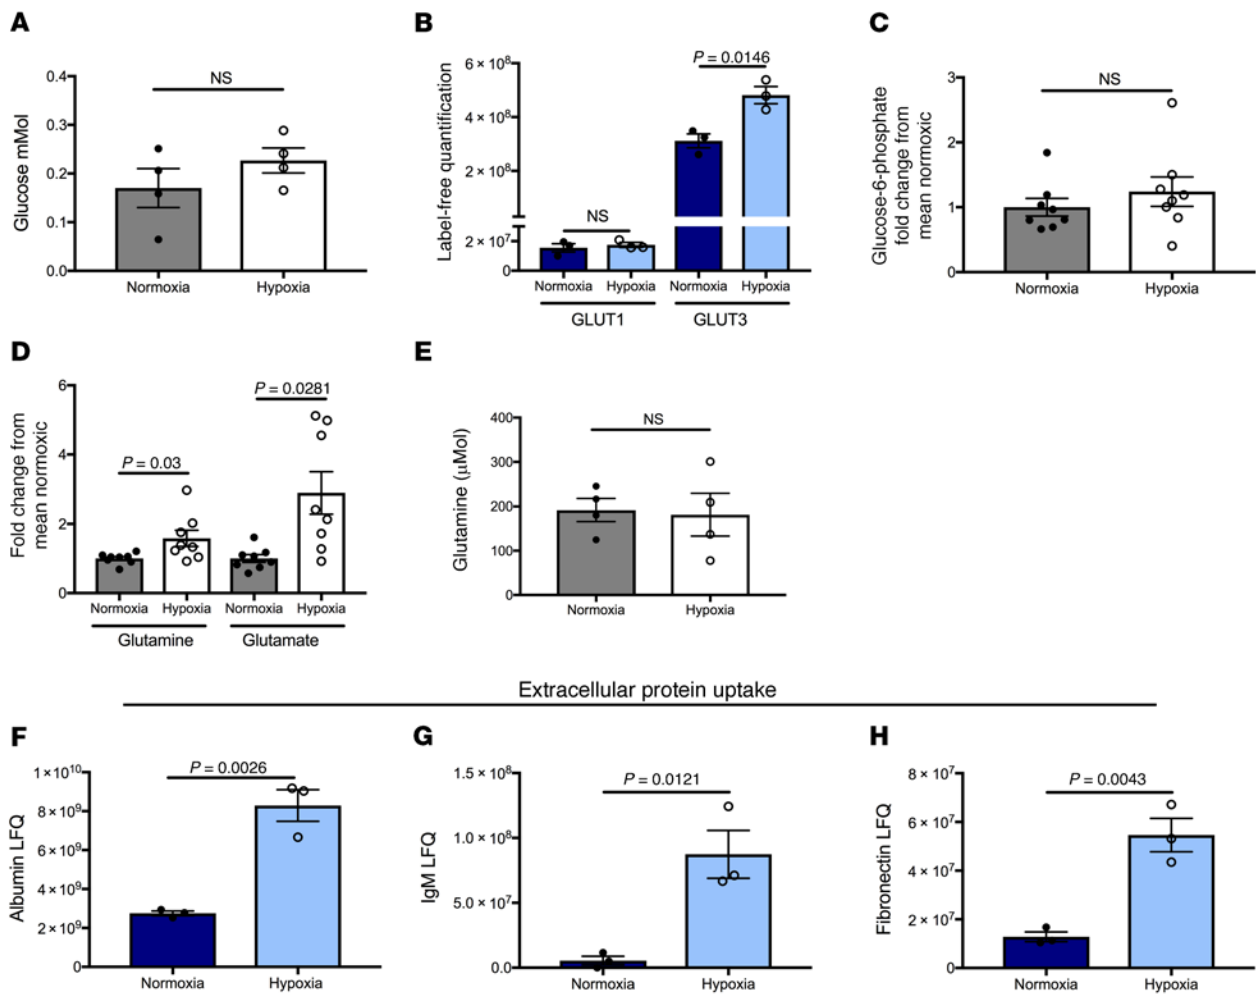 A
Glucose mMol
0.4
0.3
0.2
0.1
0.0
NS
Normoxia Hypoxia
B
Label-free quantification
6 × 10⁸
4 × 10⁸
2 × 10⁸
2 × 10⁷
0
NS
P = 0.0146
Normoxia Hypoxia Normoxia Hypoxia
GLUT1 GLUT3
C
Glucose-6-phosphate
fold change from
mean normoxic
3
2
1
0
NS
Normoxia Hypoxia
D
Fold change from
mean normoxic
6
4
2
0
P = 0.03
P = 0.0281
Normoxia Hypoxia Normoxia Hypoxia
Glutamine Glutamate
E
Glutamine (μMol)
400
300
200
100
0
NS
Normoxia Hypoxia
Extracellular protein uptake
F
Albumin LFQ
1 × 10¹⁰
8 × 10⁹
6 × 10⁹
4 × 10⁹
2 × 10⁹
0
P = 0.0026
Normoxia Hypoxia
G
IgM LFQ
1.5 × 10⁸
1.0 × 10⁸
5.0 × 10⁷
0.0
P = 0.0121
Normoxia Hypoxia
H
Fibronectin LFQ
8 × 10⁷
6 × 10⁷
4 × 10⁷
2 × 10⁷
0
P = 0.0043
Normoxia Hypoxia